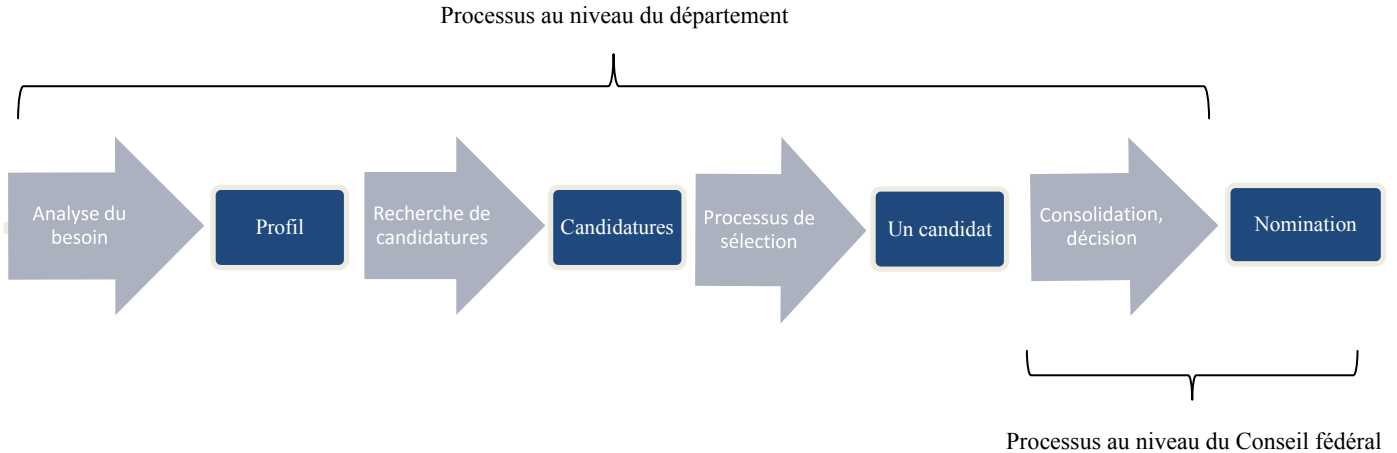 Processus au niveau du département
Analyse du
besoin
Profil
Recherche de
candidatures
Candidatures
Processus de
sélection
Un candidat
Consolidation,
décision
Nomination
Processus au niveau du Conseil fédéral